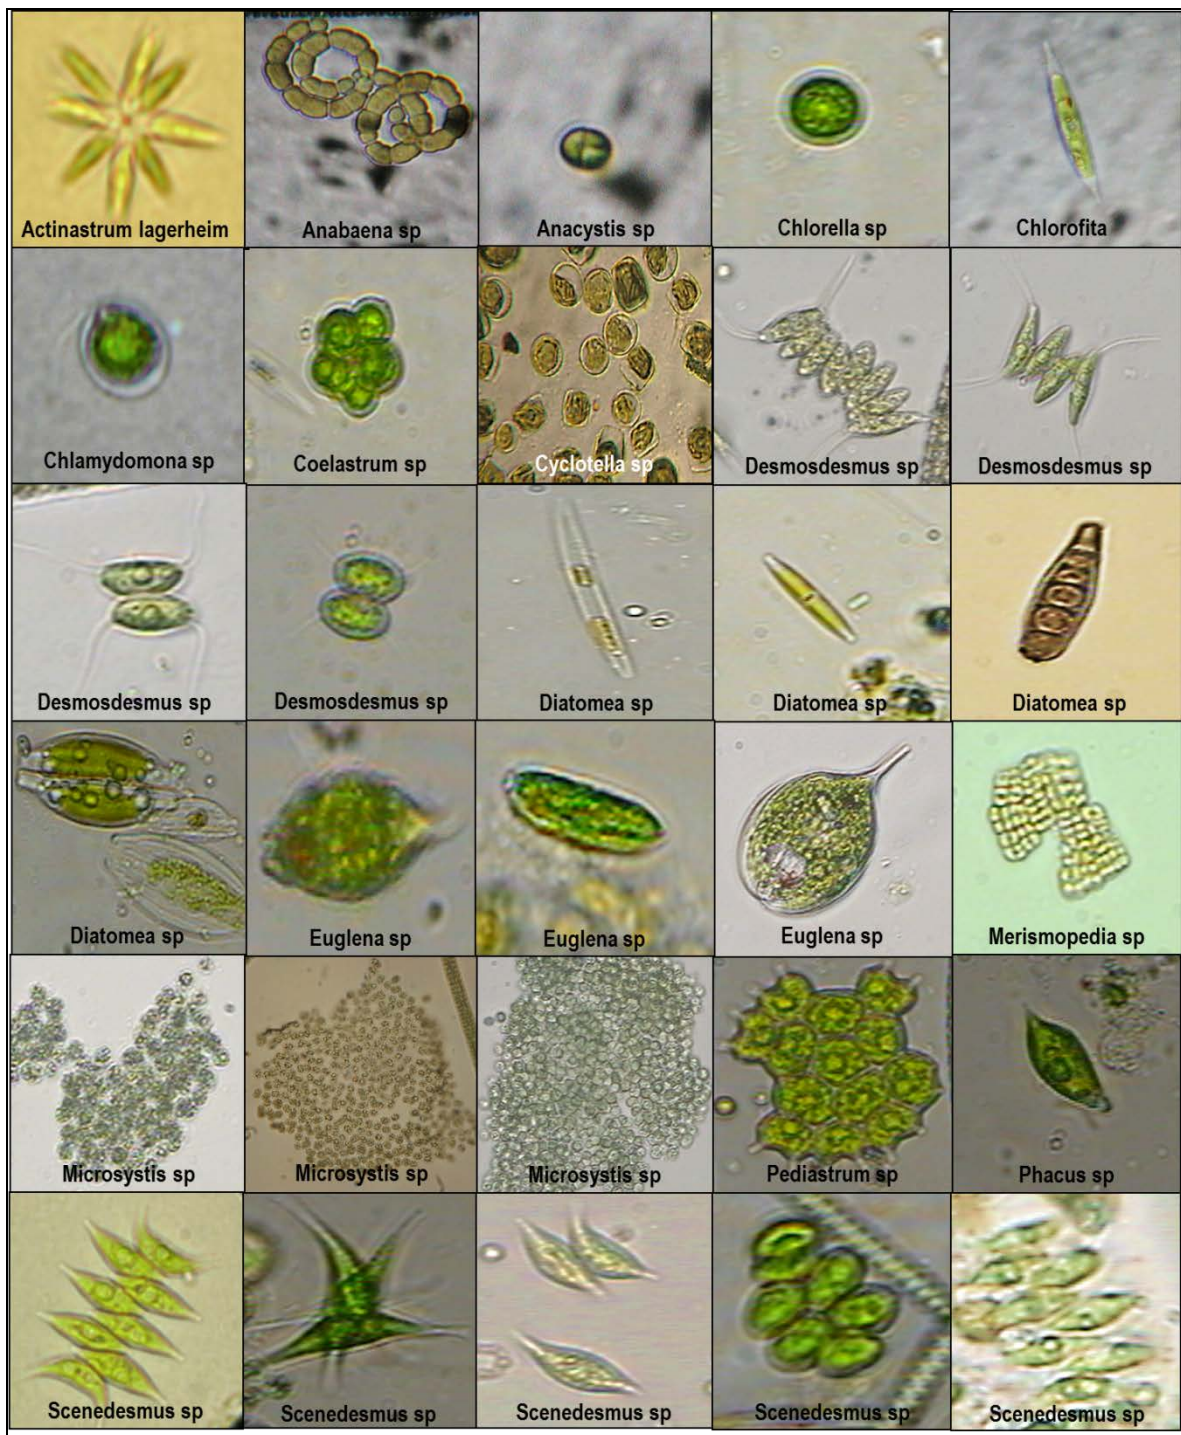 Actinastrum lagerheim
Anabaena sp
Anacystis sp
Chlorella sp
Chlorofita
Chlamydomona sp
Coelastrum sp
Cyclotella sp
Desmosdesmus sp
Desmosdesmus sp
Desmosdesmus sp
Desmosdesmus sp
Diatomea sp
Diatomea sp
Diatomea sp
Diatomea sp
Euglena sp
Euglena sp
Euglena sp
Merismopedia sp
Microsystis sp
Microsystis sp
Microsystis sp
Pediastrum sp
Phacus sp
Scenedesmus sp
Scenedesmus sp
Scenedesmus sp
Scenedesmus sp
Scenedesmus sp